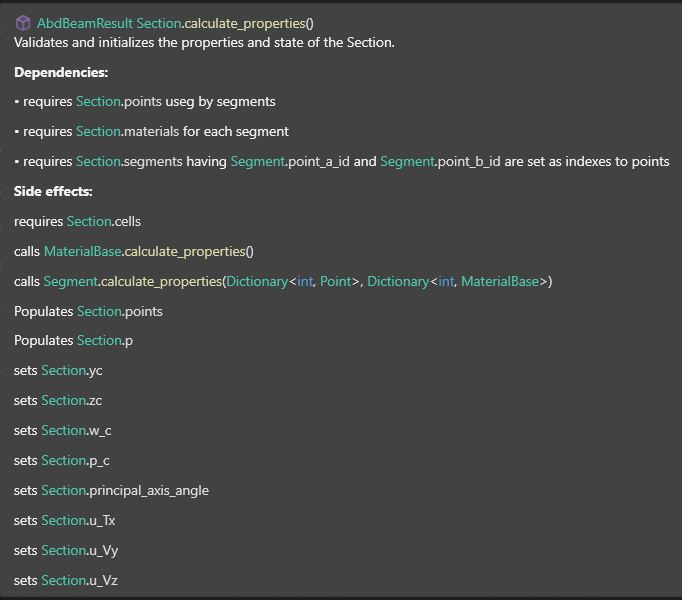 AbdBeamResult Section.calculate_properties()
Validates and initializes the properties and state of the Section.
Dependencies:
• requires Section.points useg by segments
• requires Section.materials for each segment
• requires Section.segments having Segment.point_a_id and Segment.point_b_id are set as indexes to points
Side effects:
requires Section.cells
calls MaterialBase.calculate_properties()
calls Segment.calculate_properties(Dictionary<int, Point>, Dictionary<int, MaterialBase>)
Populates Section.points
Populates Section.p
sets Section.yc
sets Section.zc
sets Section.w_c
sets Section.p_c
sets Section.principal_axis_angle
sets Section.u_Tx
sets Section.u_Vy
sets Section.u_Vz